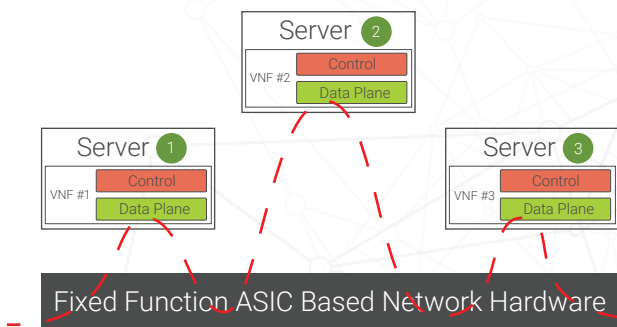 Server 2
VNF #2
Control
Data Plane
Server 1
VNF #1
Control
Data Plane
Server 3
VNF #3
Control
Data Plane
Fixed Function ASIC Based Network Hardware